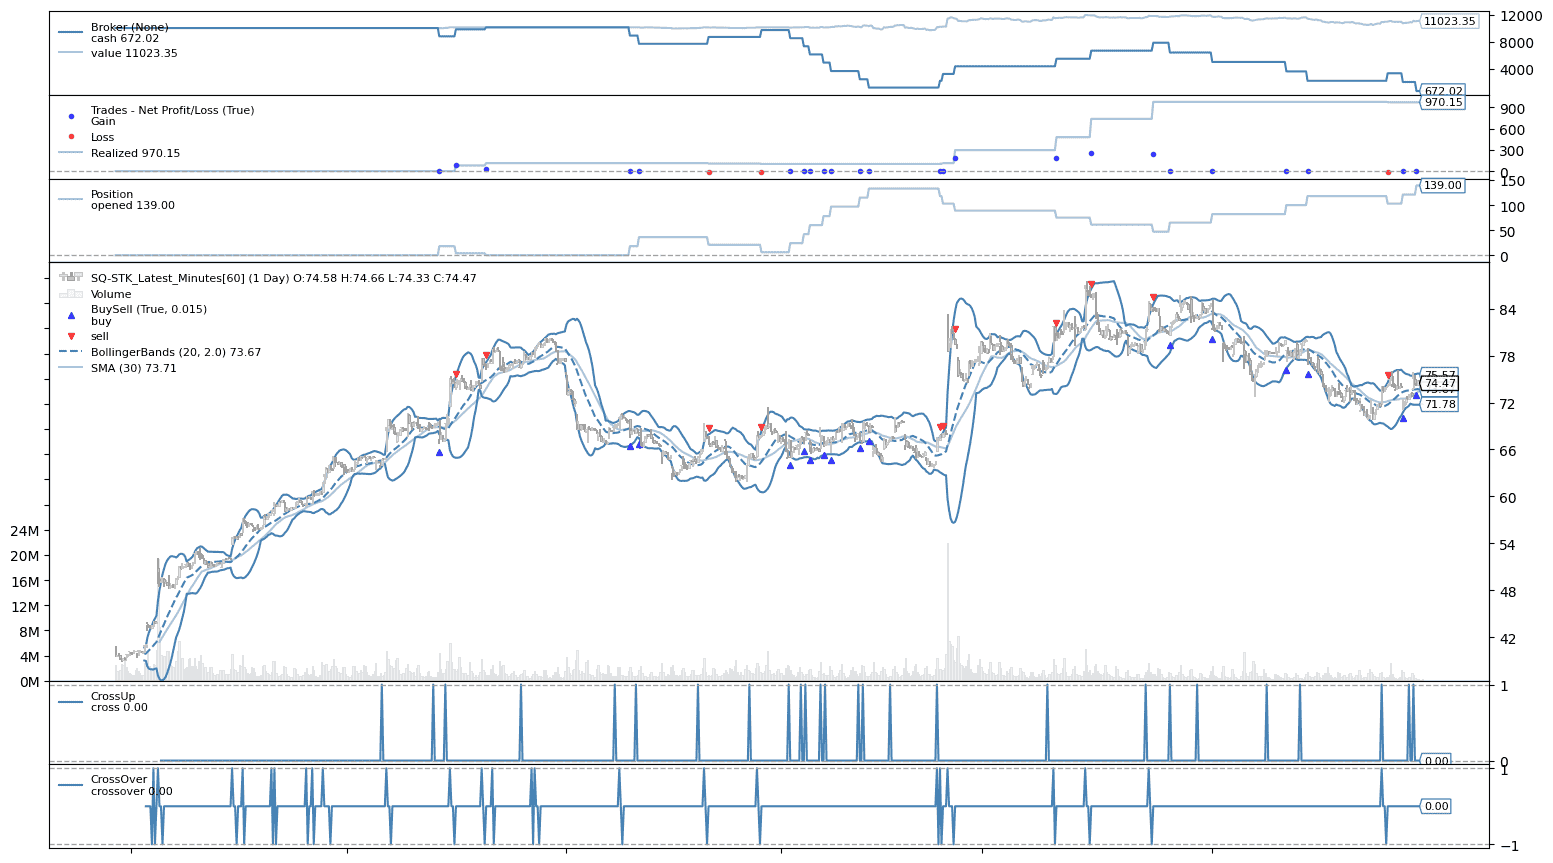 Broker (None)
cash 672.02
value 11023.35
11023.35
672.02
12000
8000
4000
Trades - Net Profit/Loss (True)
Gain
Loss
Realized 970.15
970.15
900
600
300
0
Position
opened 139.00
139.00
150
100
50
0
SQ-STK_Latest_Minutes[60] (1 Day) O:74.58 H:74.66 L:74.33 C:74.47
Volume
BuySell (True, 0.015)
buy
sell
BollingerBands (20, 2.0) 73.67
SMA (30) 73.71
84
78
75.57
74.47
71.78
72
66
60
54
48
42
24M
20M
16M
12M
8M
4M
0M
CrossUp
cross 0.00
1
0.00
0
CrossOver
crossover 0.00
1
0.00
−1